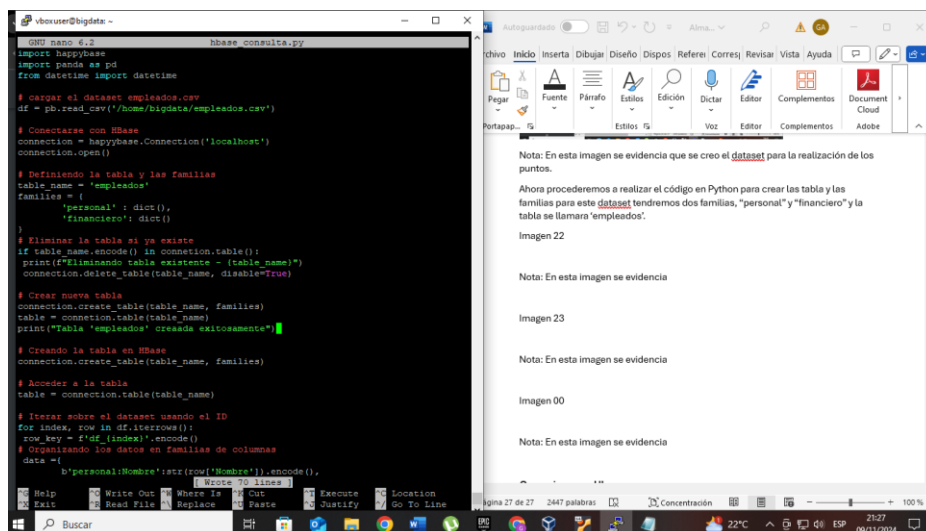 vboxuser@bigdata: ~
GNU nano 6.2 hbase_consulta.py
import happybase
import panda as pd
from datetime import datetime
# cargar el dataset empleados.csv
df = pb.read_csv('/home/bigdata/empleados.csv')
# Conectarse con HBase
connection = hapyybase.Connection('localhost')
connection.open()
# Definiendo la tabla y las familias
table_name = 'empleados'
families = {
'personal' : dict(),
'financiero': dict()
}
# Eliminar la tabla si ya existe
if table_name.encode() in connetion.table():
print(f"Eliminando tabla existente - {table_name}")
connection.delete_table(table_name, disable=True)
# Crear nueva tabla
connection.create_table(table_name, families)
table = connetion.table(table_name)
print("Tabla 'empleados' creaada exitosamente")
# Creando la tabla en HBase
connection.create_table(table_name, families)
# Acceder a la tabla
table = connection.table(table_name)
# Iterar sobre el dataset usando el ID
for index, row in df.iterrows():
row_key = f'df_{index}'.encode()
# Organizando los datos en familias de columnas
data ={
b'personal:Nombre':str(row['Nombre']).encode(),
[ Wrote 70 lines ]
^G Help ^O Write Out ^W Where Is ^K Cut ^T Execute ^C Location
^X Exit ^R Read File ^\ Replace ^U Paste ^J Justify ^/ Go To Line
Autoguardado Alma... GA
rchivo Inicio Inserta Dibujar Diseño Dispos Referei Corresj Revisar Vista Ayuda
Pegar Fuente Párrafo Estilos Edición Dictar Editor Complementos Document Cloud
Portapap... Estilos Voz Editor Complementos Adobe
Nota: En esta imagen se evidencia que se creo el dataset para la realización de los
puntos.
Ahora procederemos a realizar el código en Python para crear las tabla y las
familias para este dataset tendremos dos familias, "personal" y "financiero" y la
tabla se llamara 'empleados'.
Imagen 22
Nota: En esta imagen se evidencia
Imagen 23
Nota: En esta imagen se evidencia
Imagen 00
Nota: En esta imagen se evidencia
ágina 27 de 27 2447 palabras Concentración 100 %
Buscar 22°C ESP 21:27
09/11/2024